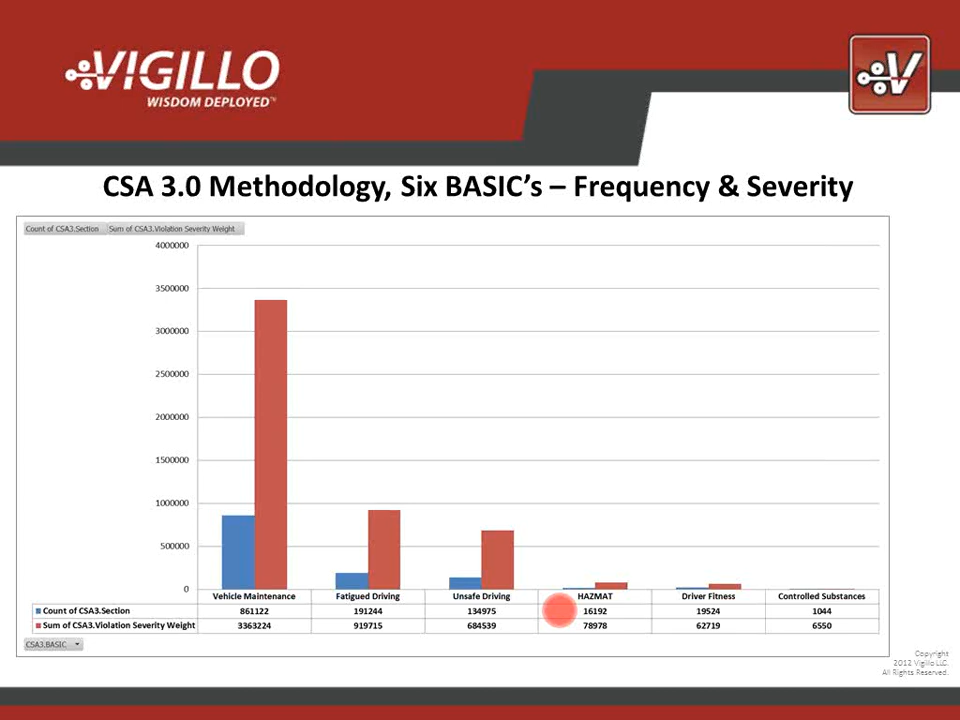 VIGILLO
WISDOM DEPLOYED™
V
CSA 3.0 Methodology, Six BASIC’s – Frequency & Severity
Count of CSA3.Section Sum of CSA3.Violation Severity Weight
4000000
3500000
3000000
2500000
2000000
1500000
1000000
500000
0
Vehicle Maintenance Fatigued Driving Unsafe Driving HAZMAT Driver Fitness Controlled Substances
Count of CSA3.Section 861122 191244 134975 16192 19524 1044
Sum of CSA3.Violation Severity Weight 3363224 919715 684539 78978 62719 6550
CSA3.BASIC
Copyright
2012 Vigillo LLC.
All Rights Reserved.